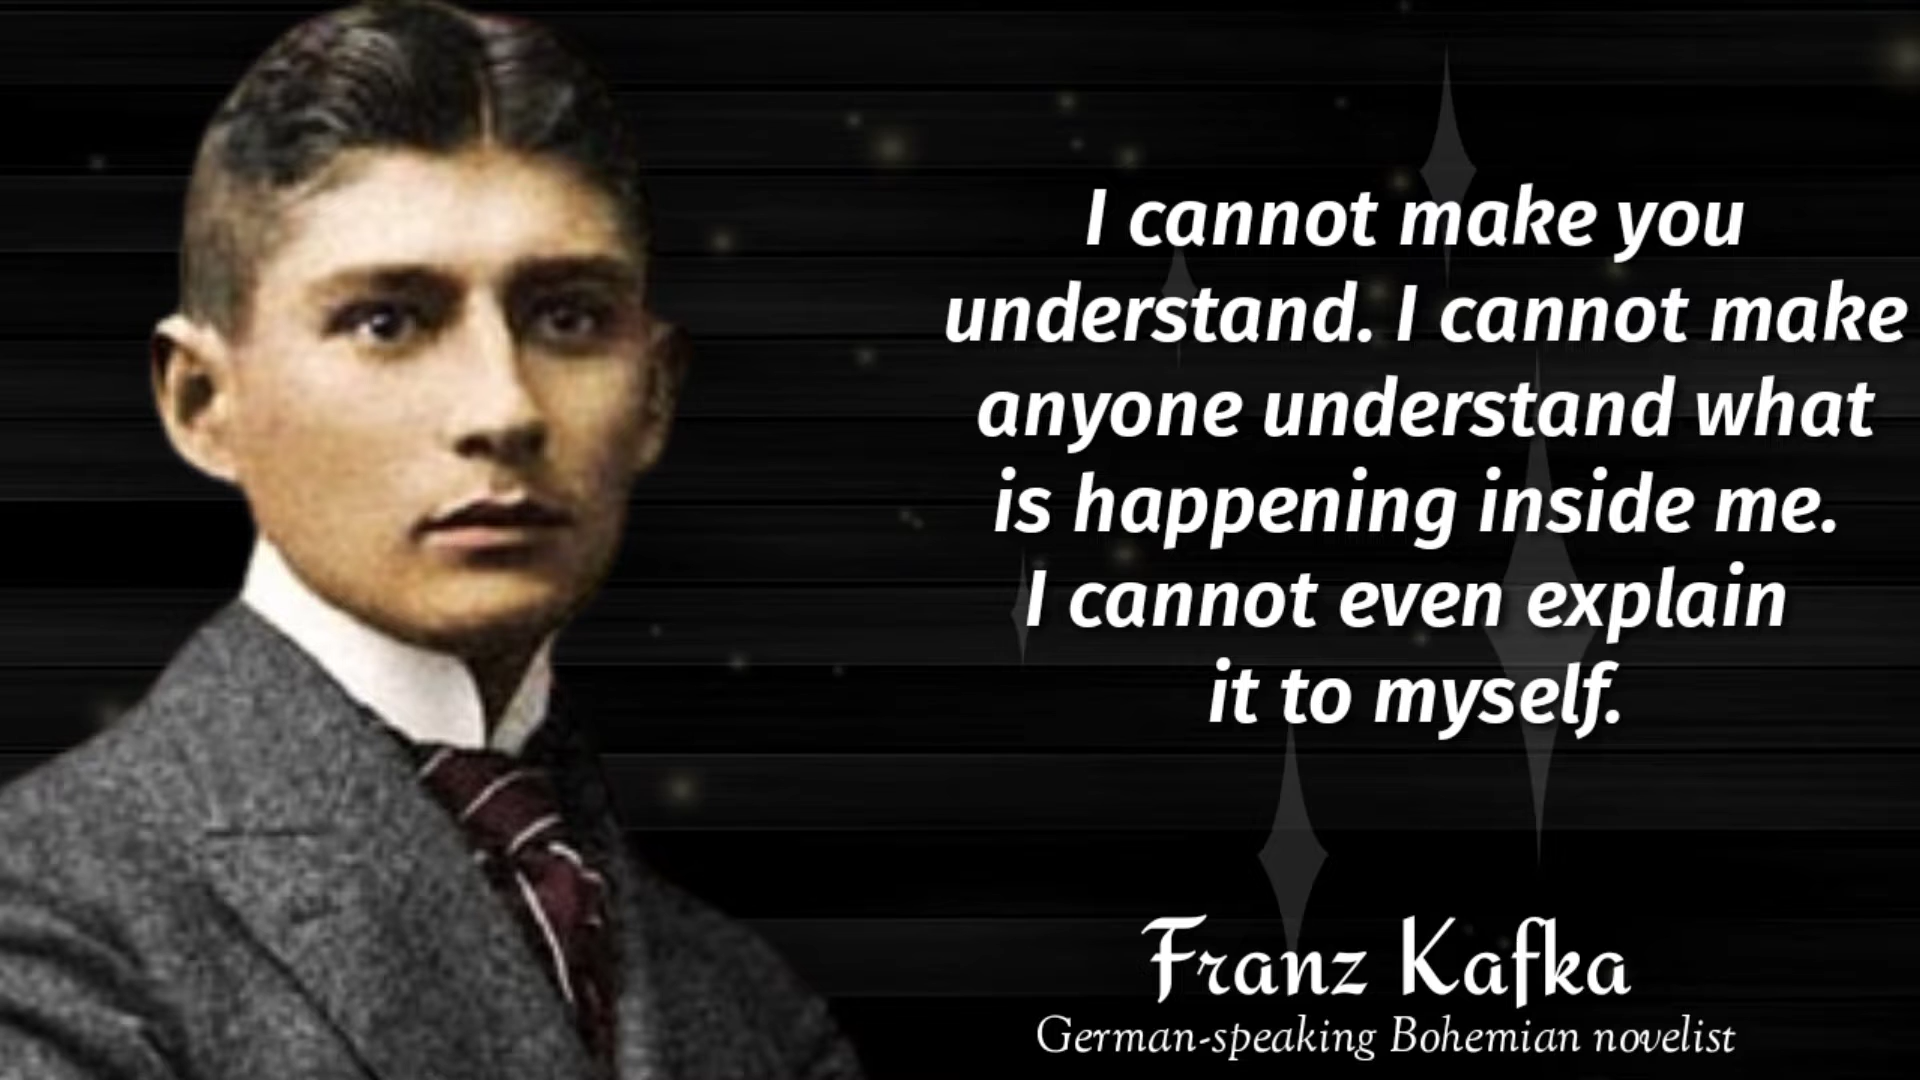 I cannot make you
understand. I cannot make
anyone understand what
is happening inside me.
I cannot even explain
it to myself.
Franz Kafka
German-speaking Bohemian novelist